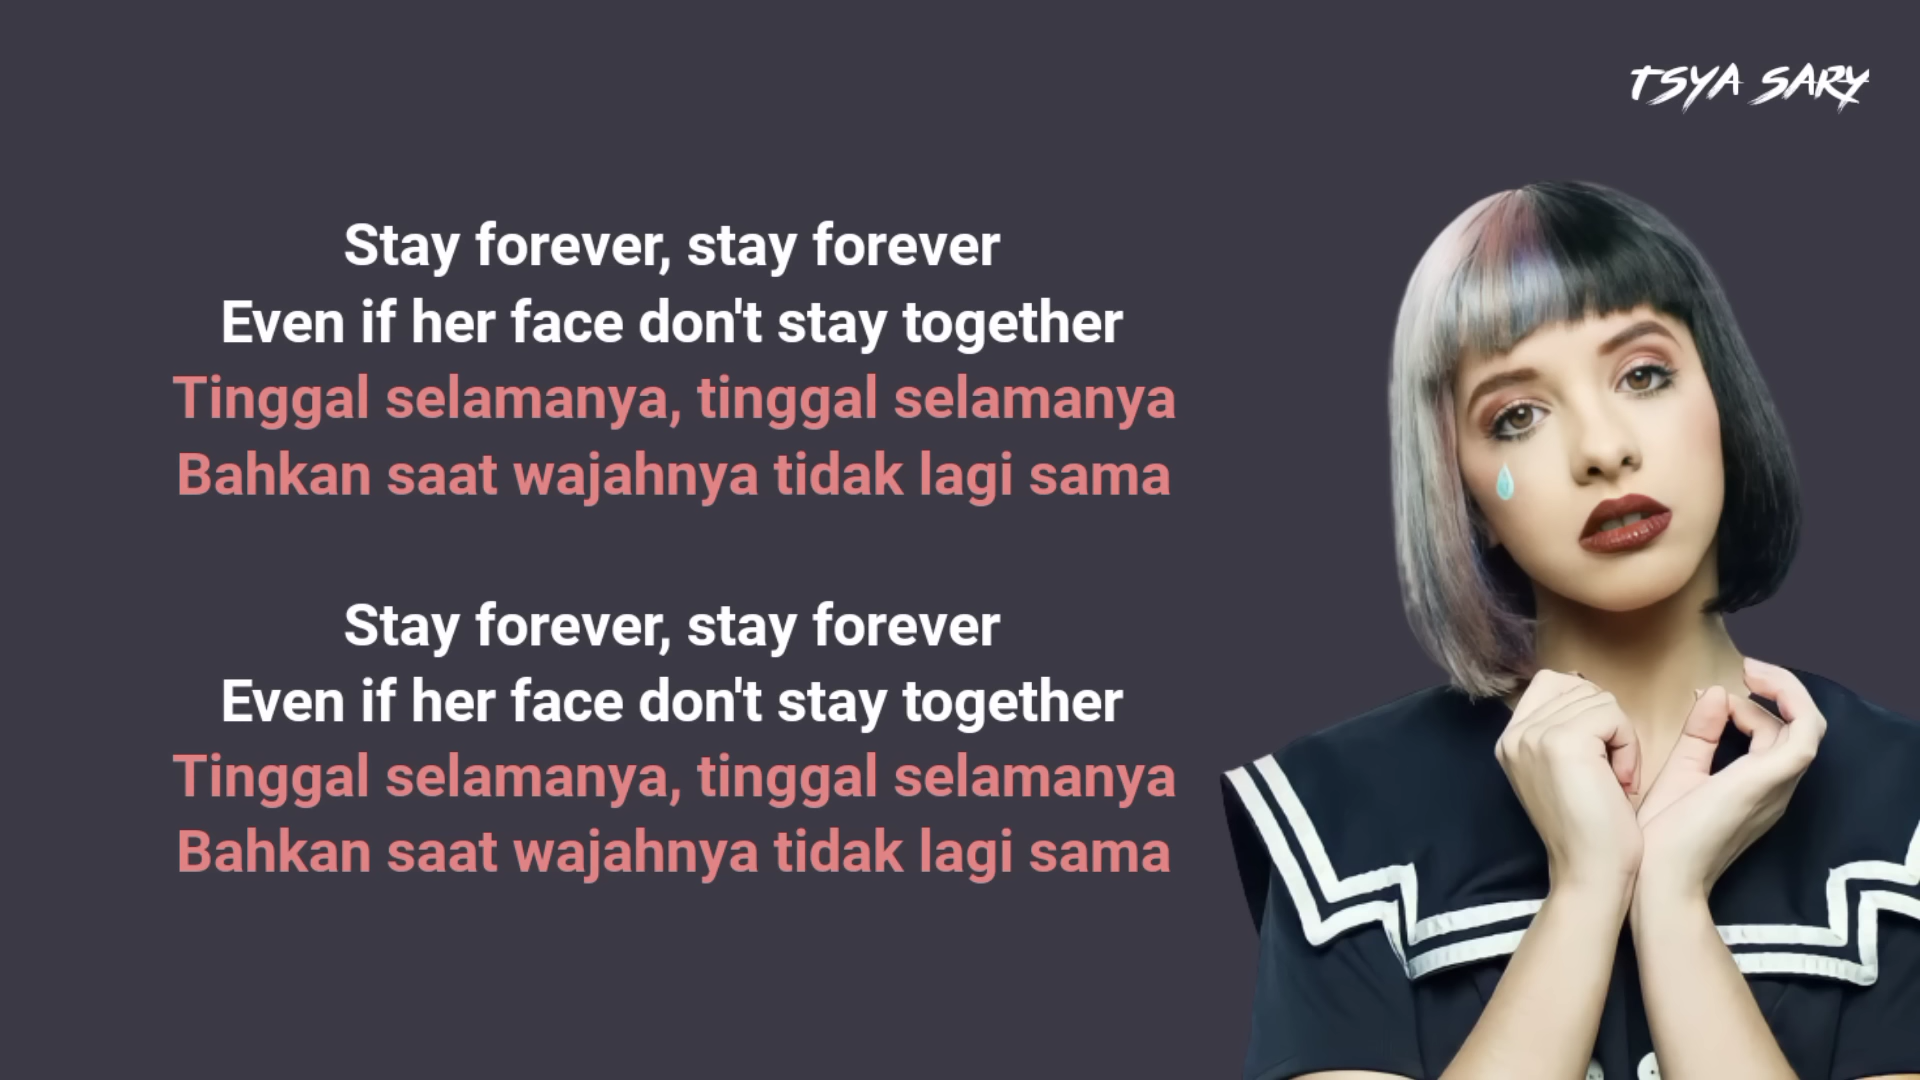 TSYA SARY
Stay forever, stay forever
Even if her face don't stay together
Tinggal selamanya, tinggal selamanya
Bahkan saat wajahnya tidak lagi sama
Stay forever, stay forever
Even if her face don't stay together
Tinggal selamanya, tinggal selamanya
Bahkan saat wajahnya tidak lagi sama